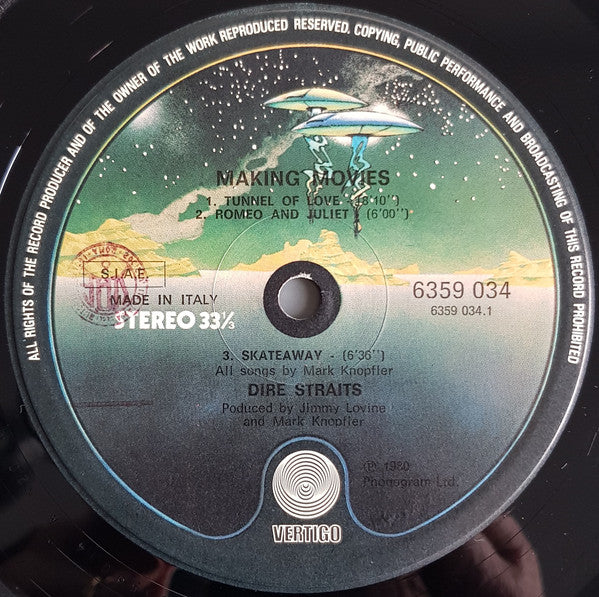 ALL RIGHTS OF THE RECORD PRODUCER AND OF THE OWNER OF THE WORK REPRODUCED RESERVED. COPYING, PUBLIC PERFORMANCE AND BROADCASTING OF THIS RECORD PROHIBITED
MAKING MOVIES
1. TUNNEL OF LOVE - (8'10'')
2. ROMEO AND JULIET - (6'00'')
S.I.A.E.
MADE IN ITALY
STEREO 33⅓
6359 034
6359 034.1
3. SKATEAWAY - (6'36'')
All songs by Mark Knopfler
DIRE STRAITS
Poduced by Jimmy Lovine
and Mark Knopfler
℗ 1980
Phonogram Ltd.
VERTIGO